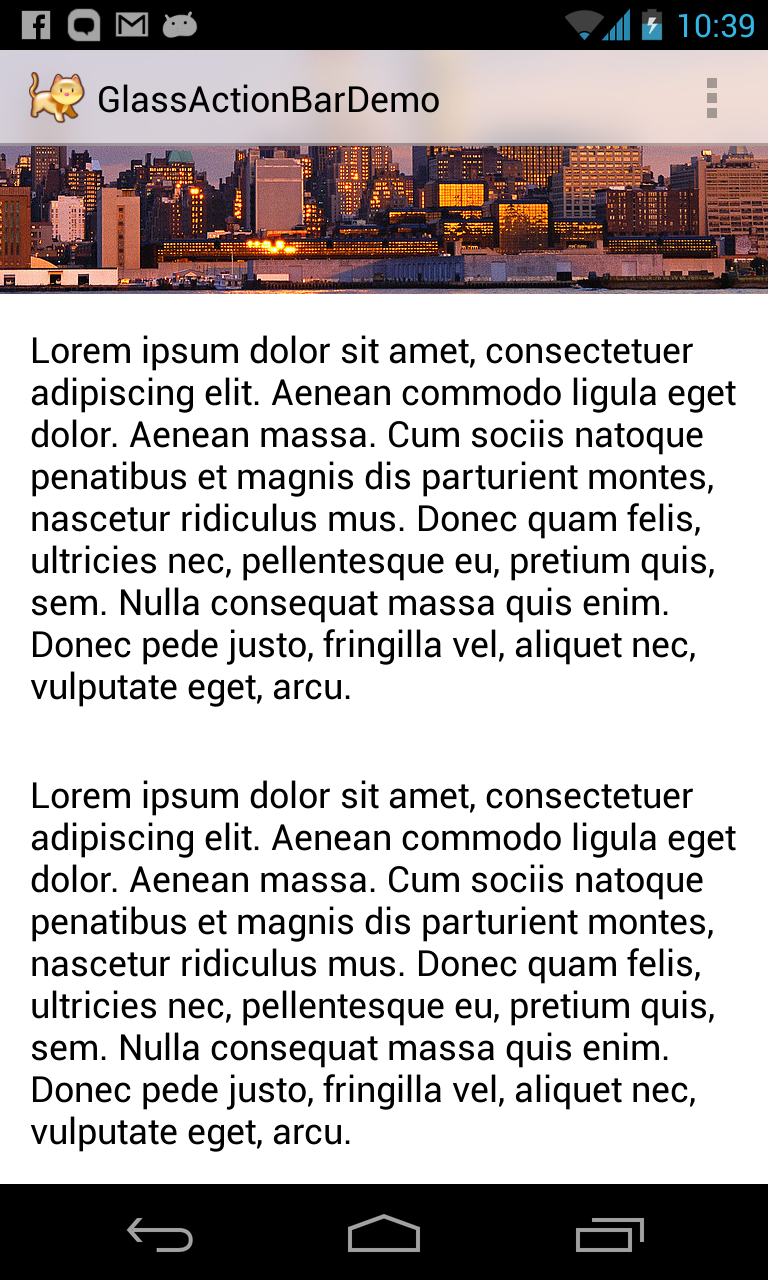 10:39
GlassActionBarDemo
Lorem ipsum dolor sit amet, consectetuer
adipiscing elit. Aenean commodo ligula eget
dolor. Aenean massa. Cum sociis natoque
penatibus et magnis dis parturient montes,
nascetur ridiculus mus. Donec quam felis,
ultricies nec, pellentesque eu, pretium quis,
sem. Nulla consequat massa quis enim.
Donec pede justo, fringilla vel, aliquet nec,
vulputate eget, arcu.
Lorem ipsum dolor sit amet, consectetuer
adipiscing elit. Aenean commodo ligula eget
dolor. Aenean massa. Cum sociis natoque
penatibus et magnis dis parturient montes,
nascetur ridiculus mus. Donec quam felis,
ultricies nec, pellentesque eu, pretium quis,
sem. Nulla consequat massa quis enim.
Donec pede justo, fringilla vel, aliquet nec,
vulputate eget, arcu.